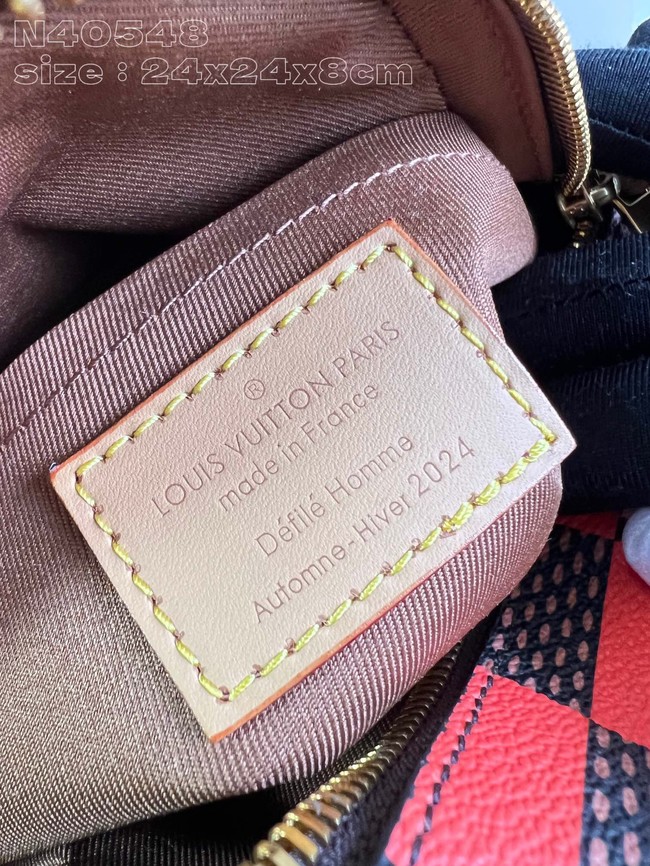 N40548
size : 24x24x8cm
®
LOUIS VUITTON PARIS
made in France
Défilé Homme
Automne-Hiver 2024